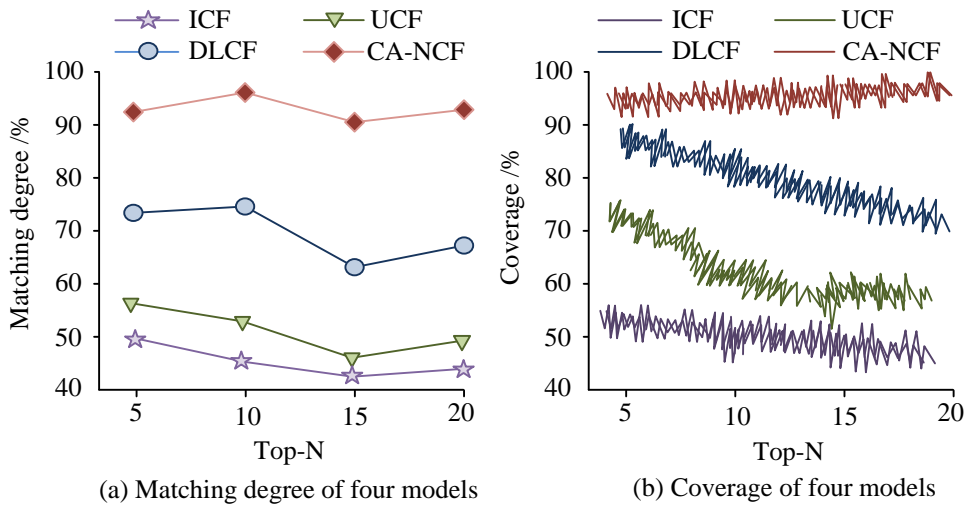 ICF UCF
DLCF CA-NCF
Matching degree /%
100
90
80
70
60
50
40
5 10 15 20
Top-N
(a) Matching degree of four models
ICF UCF
DLCF CA-NCF
Coverage /%
100
90
80
70
60
50
40
5 10 15 20
Top-N
(b) Coverage of four models